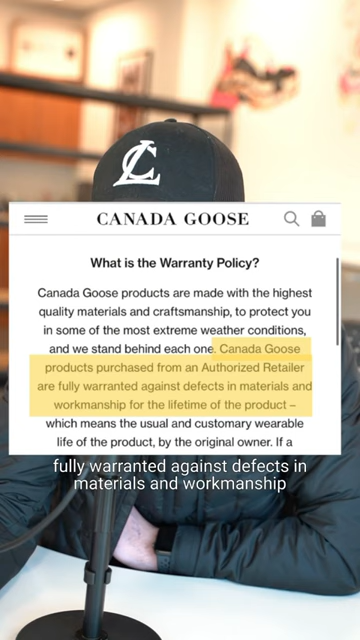 LC
CANADA GOOSE
What is the Warranty Policy?
Canada Goose products are made with the highest
quality materials and craftsmanship, to protect you
in some of the most extreme weather conditions,
and we stand behind each one. Canada Goose
products purchased from an Authorized Retailer
are fully warranted against defects in materials and
workmanship for the lifetime of the product –
which means the usual and customary wearable
life of the product, by the original owner. If a
fully warranted against defects in
materials and workmanship